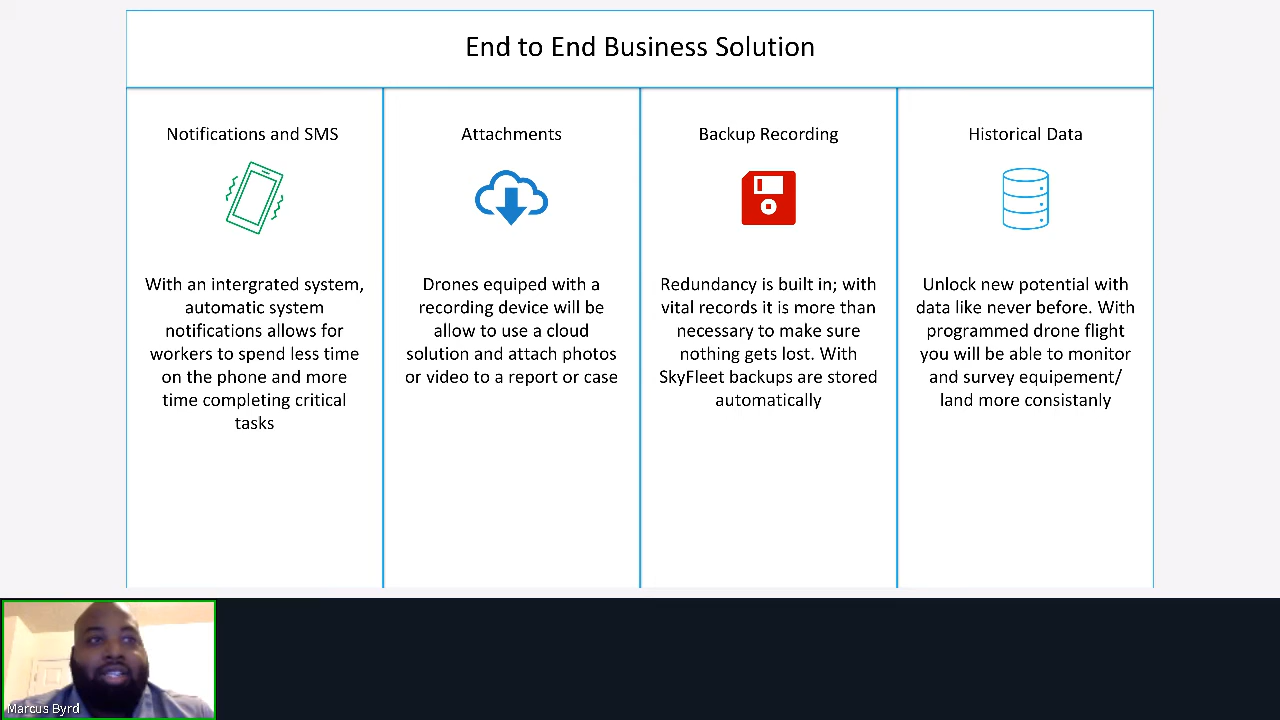 End to End Business Solution
Notifications and SMS
With an intergrated system,
automatic system
notifications allows for
workers to spend less time
on the phone and more
time completing critical
tasks
Attachments
Drones equiped with a
recording device will be
allow to use a cloud
solution and attach photos
or video to a report or case
Backup Recording
Redundancy is built in; with
vital records it is more than
necessary to make sure
nothing gets lost. With
SkyFleet backups are stored
automatically
Historical Data
Unlock new potential with
data like never before. With
programmed drone flight
you will be able to monitor
and survey equipement/
land more consistanly
Marcus Byrd